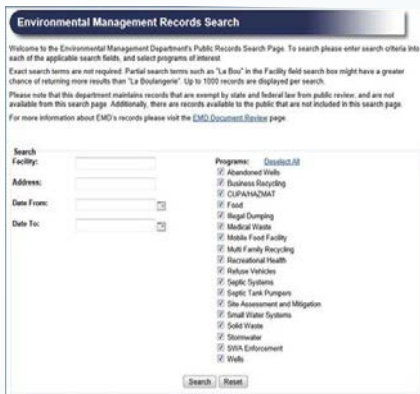 Environmental Management Records Search
Welcome to the Environmental Management Department's Public Records Search Page. To search please enter search criteria into
each of the applicable search fields, and select programs of interest.
Exact search terms are not required. Partial search terms such as "La Bou" in the Facility field search box might have a greater
chance of returning more results than "La Boulangerie". Up to 1000 records are displayed per search.
Please note that this department maintains records that are exempt by state and federal law from public review, and are not
available from this search page. Additionally, there are records available to the public that are not included in this search page.
For more information about EMD's records please visit the EMD Document Review page.
Search
Facility:
Programs: Deselect All
Abandoned Wells
Business Recycling
Address:
CUPA/HAZMAT
Food
Date From:
Illegal Dumping
Medical Waste
Date To:
Mobile Food Facility
Multi Family Recycling
Recreational Health
Refuse Vehicles
Septic Systems
Septic Tank Pumpers
Site Assessment and Mitigation
Small Water Systems
Solid Waste
Stormwater
SWA Enforcement
Wells
Search Reset